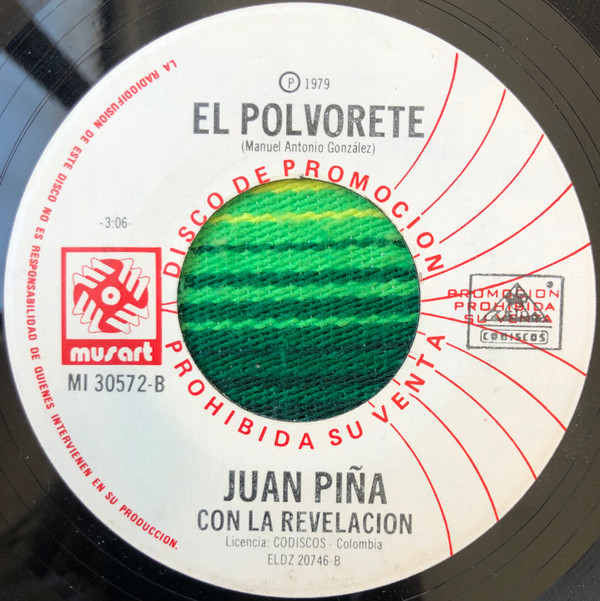 Ⓟ 1979
EL POLVORETE
(Manuel Antonio González)
DISCO DE PROMOCION
-3:06-
musart
MI 30572-B
PROMOCION
PROHIBIDA
SU VENTA
CODISCOS
®
PROHIBIDA SU VENTA
JUAN PIÑA
CON LA REVELACION
Licencia: CODISCOS - Colombia
ELDZ 20746-B
LA RADIODIFUSION DE ESTE DISCO NO ES RESPONSABILIDAD DE QUIENES INTERVIENEN EN SU PRODUCCION.